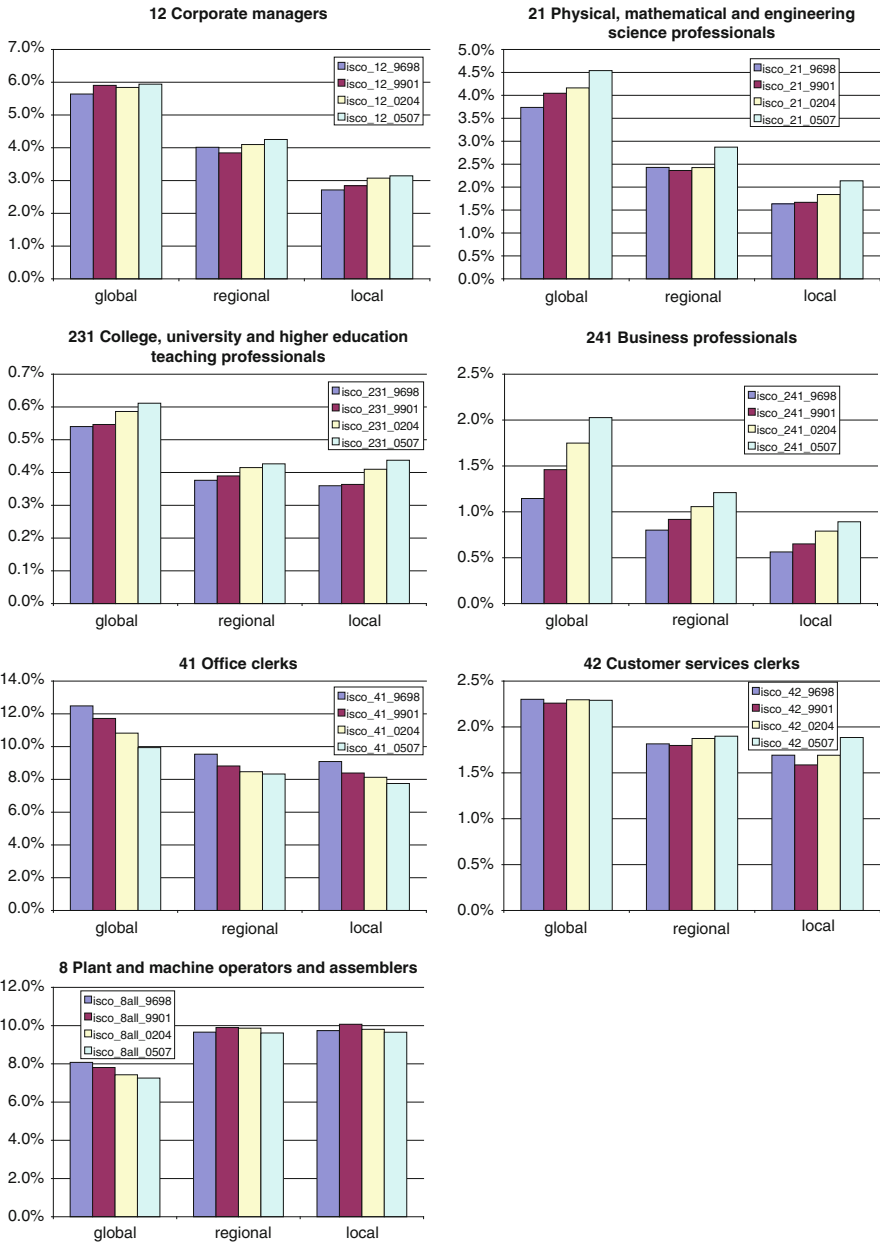 12 Corporate managers
7.0%
6.0%
5.0%
4.0%
3.0%
2.0%
1.0%
0.0%
isco_12_9698
isco_12_9901
isco_12_0204
isco_12_0507
global regional local
21 Physical, mathematical and engineering
science professionals
5.0%
4.5%
4.0%
3.5%
3.0%
2.5%
2.0%
1.5%
1.0%
0.5%
0.0%
isco_21_9698
isco_21_9901
isco_21_0204
isco_21_0507
global regional local
231 College, university and higher education
teaching professionals
0.7%
0.6%
0.5%
0.4%
0.3%
0.2%
0.1%
0.0%
isco_231_9698
isco_231_9901
isco_231_0204
isco_231_0507
global regional local
241 Business professionals
2.5%
2.0%
1.5%
1.0%
0.5%
0.0%
isco_241_9698
isco_241_9901
isco_241_0204
isco_241_0507
global regional local
41 Office clerks
14.0%
12.0%
10.0%
8.0%
6.0%
4.0%
2.0%
0.0%
isco_41_9698
isco_41_9901
isco_41_0204
isco_41_0507
global regional local
42 Customer services clerks
2.5%
2.0%
1.5%
1.0%
0.5%
0.0%
isco_42_9698
isco_42_9901
isco_42_0204
isco_42_0507
global regional local
8 Plant and machine operators and assemblers
12.0%
10.0%
8.0%
6.0%
4.0%
2.0%
0.0%
isco_8all_9698
isco_8all_9901
isco_8all_0204
isco_8all_0507
global regional local